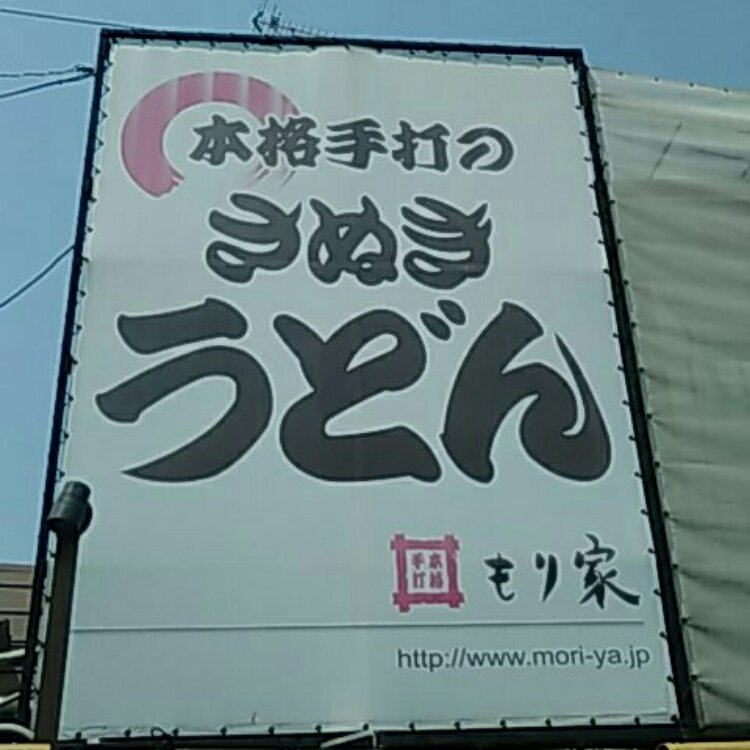 本格手打の
さぬき
うどん
本格
手打
もり家
http://www.mori-ya.jp